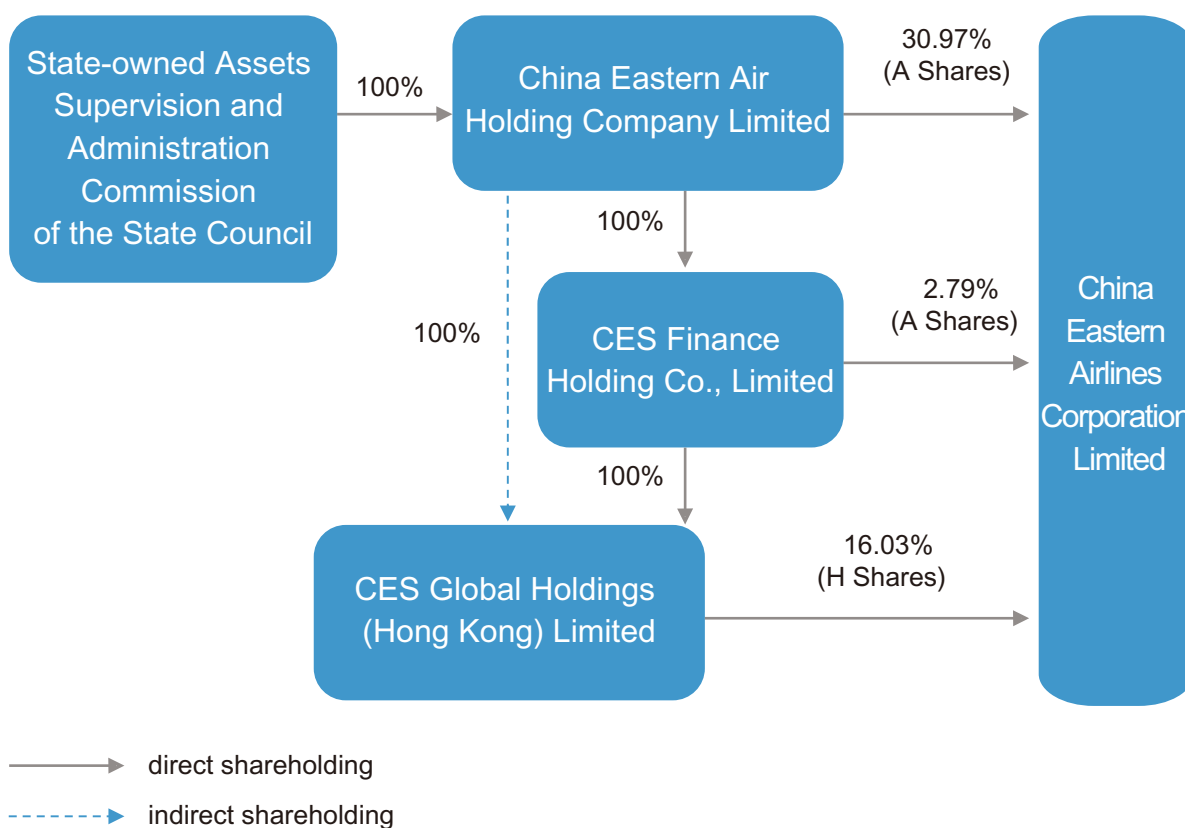 State-owned Assets
Supervision and
Administration
Commission
of the State Council
100%
China Eastern Air
Holding Company Limited
30.97%
(A Shares)
100%
100%
CES Finance
Holding Co., Limited
2.79%
(A Shares)
100%
CES Global Holdings
(Hong Kong) Limited
16.03%
(H Shares)
China
Eastern
Airlines
Corporation
Limited
direct shareholding
indirect shareholding